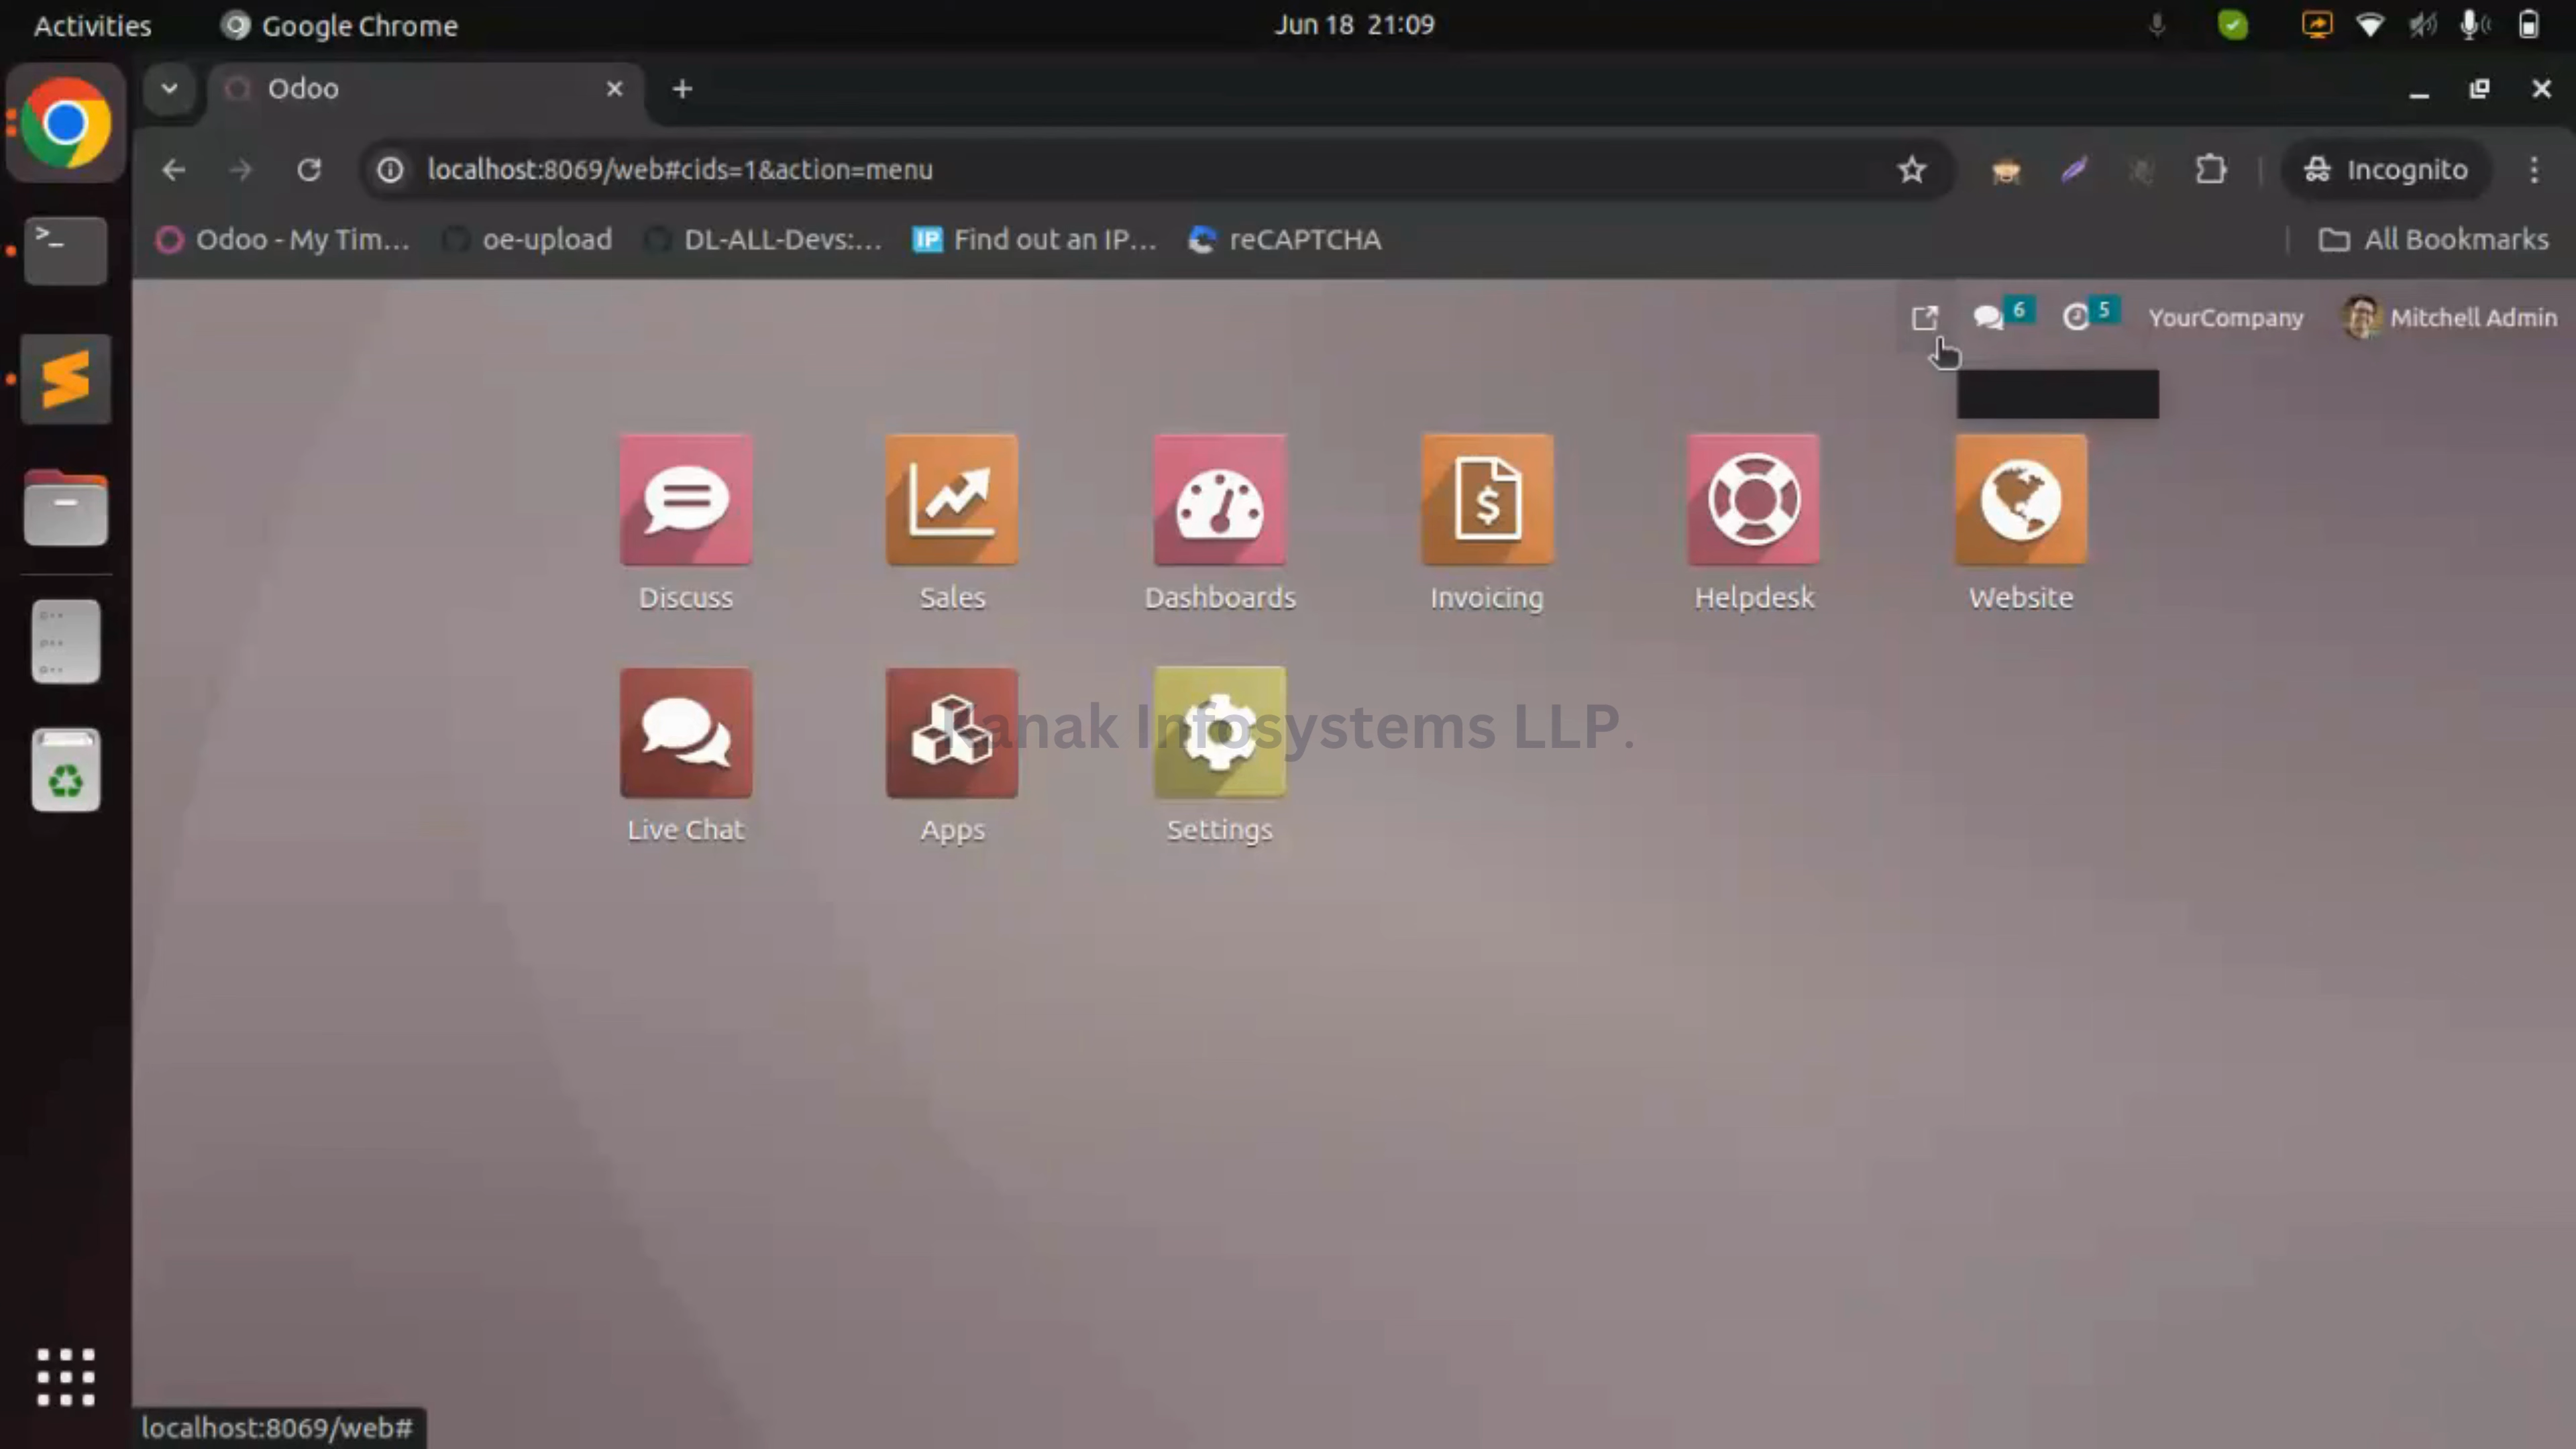 Activities Google Chrome Jun 18 21:09
Odoo
localhost:8069/web#cids=1&action=menu Incognito
Odoo - My Tim... oe-upload DL-ALL-Devs:... IP Find out an IP... reCAPTCHA All Bookmarks
6 5 YourCompany Mitchell Admin
Discuss Sales Dashboards Invoicing Helpdesk Website
anak Infosystems LLP.
Live Chat Apps Settings
localhost:8069/web#